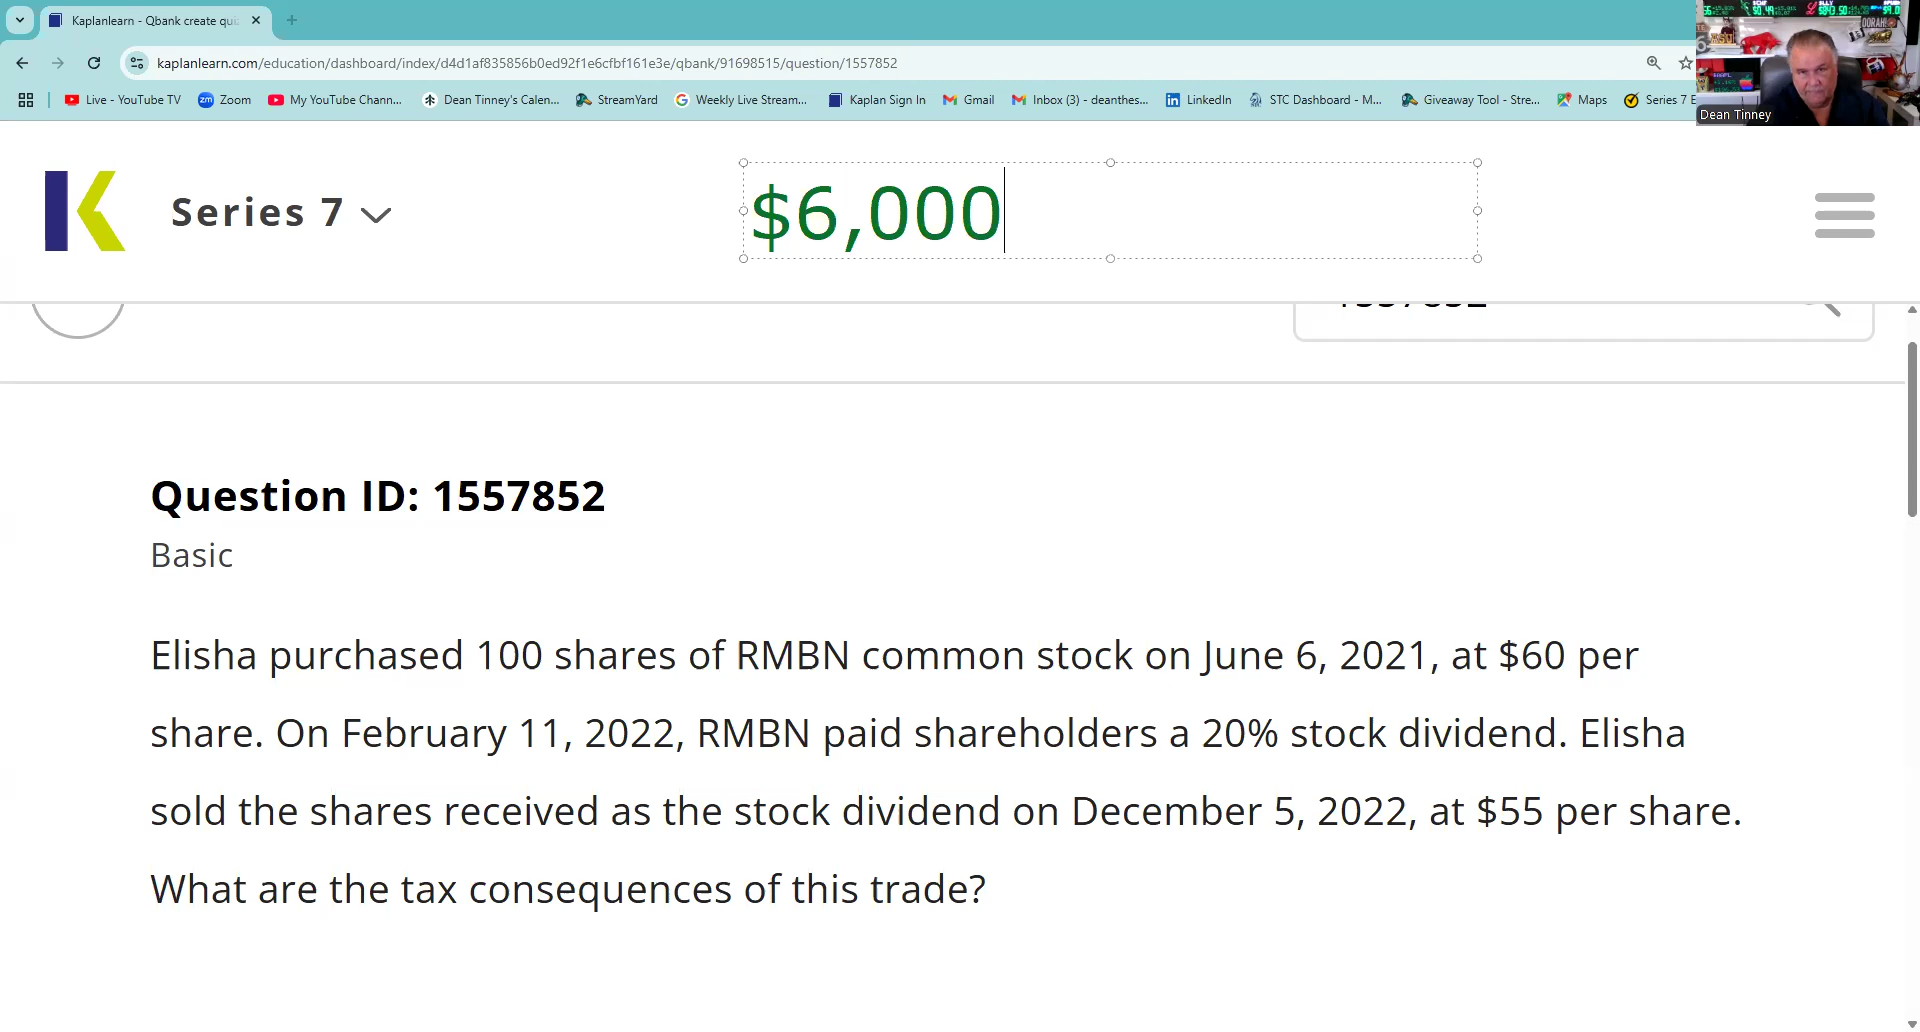 Kaplanlearn - Qbank create qui
kaplanlearn.com/education/dashboard/index/d4d1af835856b0ed92f1e6cfbf161e3e/qbank/91698515/question/1557852
Live - YouTube TV
Zoom
My YouTube Chann...
Dean Tinney's Calen...
StreamYard
Weekly Live Stream...
Kaplan Sign In
Gmail
Inbox (3) - deanthes...
LinkedIn
STC Dashboard - M...
Giveaway Tool - Stre...
Maps
Series 7 E
Dean Tinney
Series 7
$6,000
1557852
Question ID: 1557852
Basic
Elisha purchased 100 shares of RMBN common stock on June 6, 2021, at $60 per
share. On February 11, 2022, RMBN paid shareholders a 20% stock dividend. Elisha
sold the shares received as the stock dividend on December 5, 2022, at $55 per share.
What are the tax consequences of this trade?